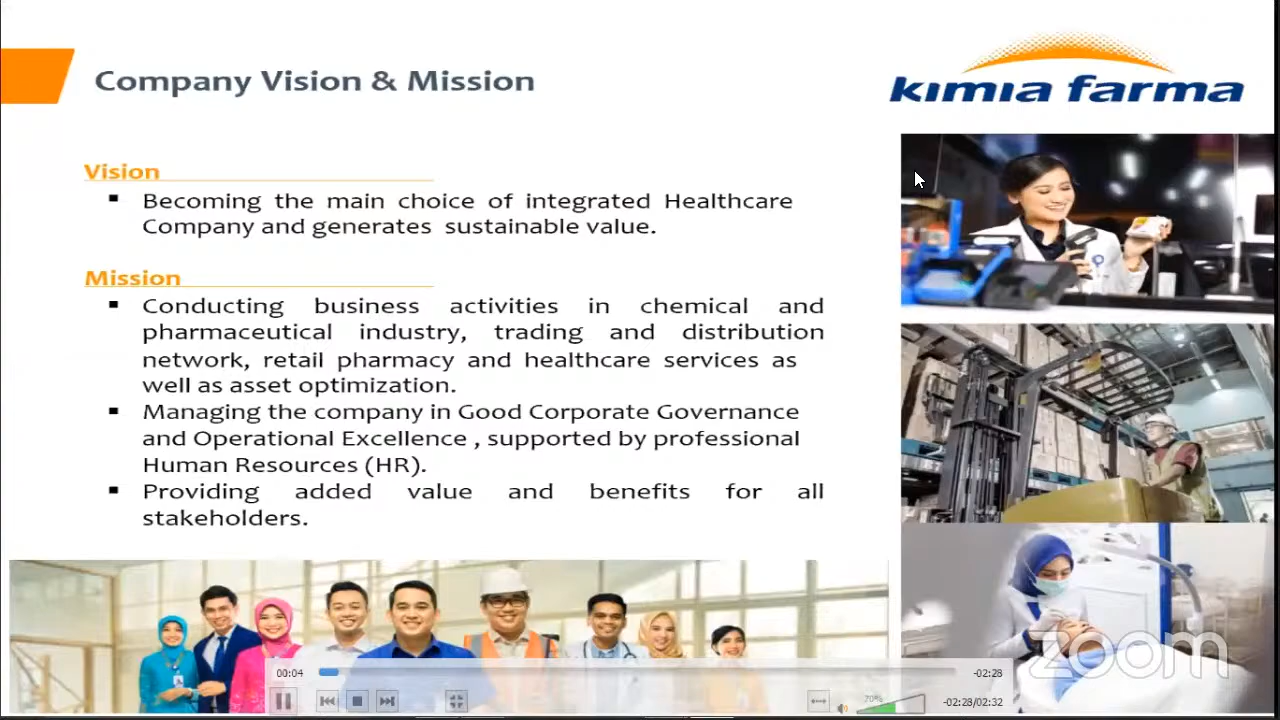 Company Vision & Mission
kimia farma
Vision
▪ Becoming the main choice of integrated Healthcare
Company and generates sustainable value.
Mission
▪ Conducting business activities in chemical and
pharmaceutical industry, trading and distribution
network, retail pharmacy and healthcare services as
well as asset optimization.
▪ Managing the company in Good Corporate Governance
and Operational Excellence , supported by professional
Human Resources (HR).
▪ Providing added value and benefits for all
stakeholders.
zoom
00:04
-02:28
70%
-02:28/02:32